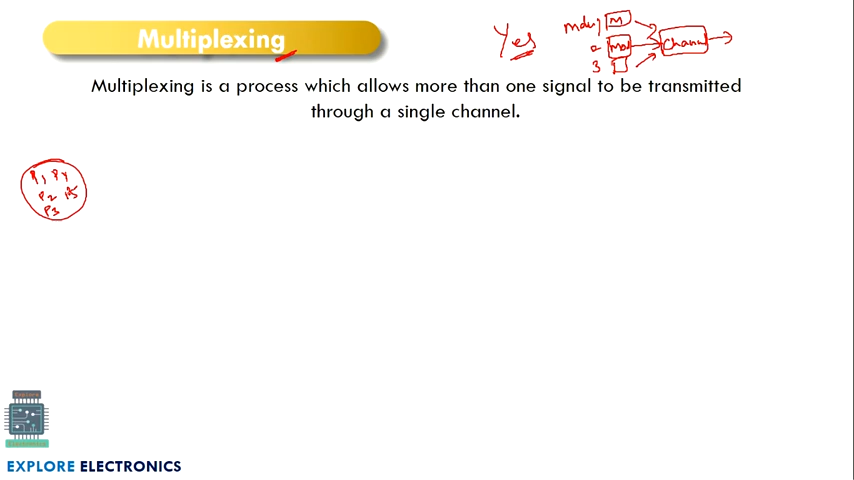 Multiplexing
Yes
M
Channel
2
3
Multiplexing is a process which allows more than one signal to be transmitted
through a single channel.
P1 P4
P2 P5
P3
EXPLORE ELECTRONICS